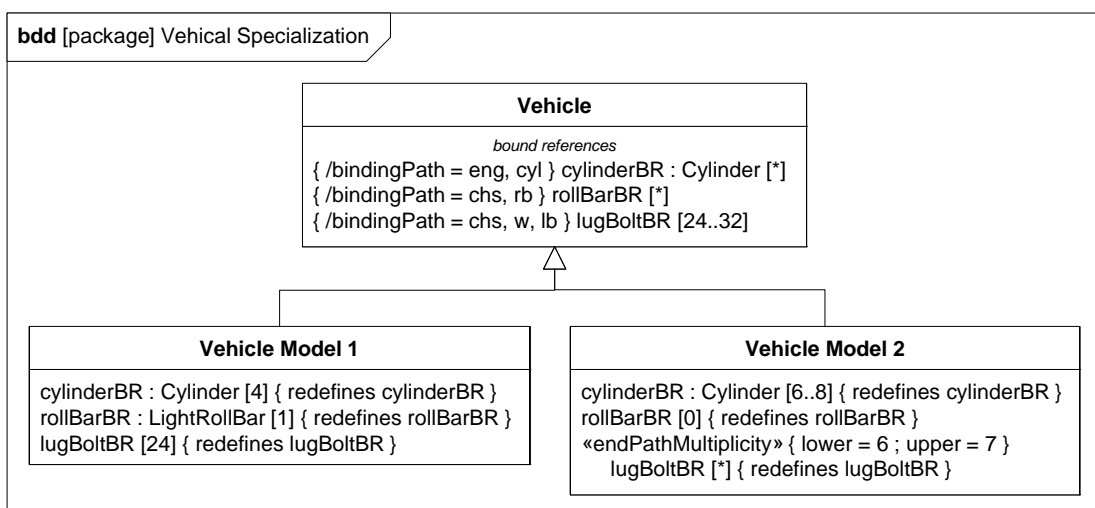 bdd [package] Vehical Specialization
Vehicle
bound references
{ /bindingPath = eng, cyl } cylinderBR : Cylinder [*]
{ /bindingPath = chs, rb } rollBarBR [*]
{ /bindingPath = chs, w, lb } lugBoltBR [24..32]
Vehicle Model 1
cylinderBR : Cylinder [4] { redefines cylinderBR }
rollBarBR : LightRollBar [1] { redefines rollBarBR }
lugBoltBR [24] { redefines lugBoltBR }
Vehicle Model 2
cylinderBR : Cylinder [6..8] { redefines cylinderBR }
rollBarBR [0] { redefines rollBarBR }
«endPathMultiplicity» { lower = 6 ; upper = 7 }
lugBoltBR [*] { redefines lugBoltBR }